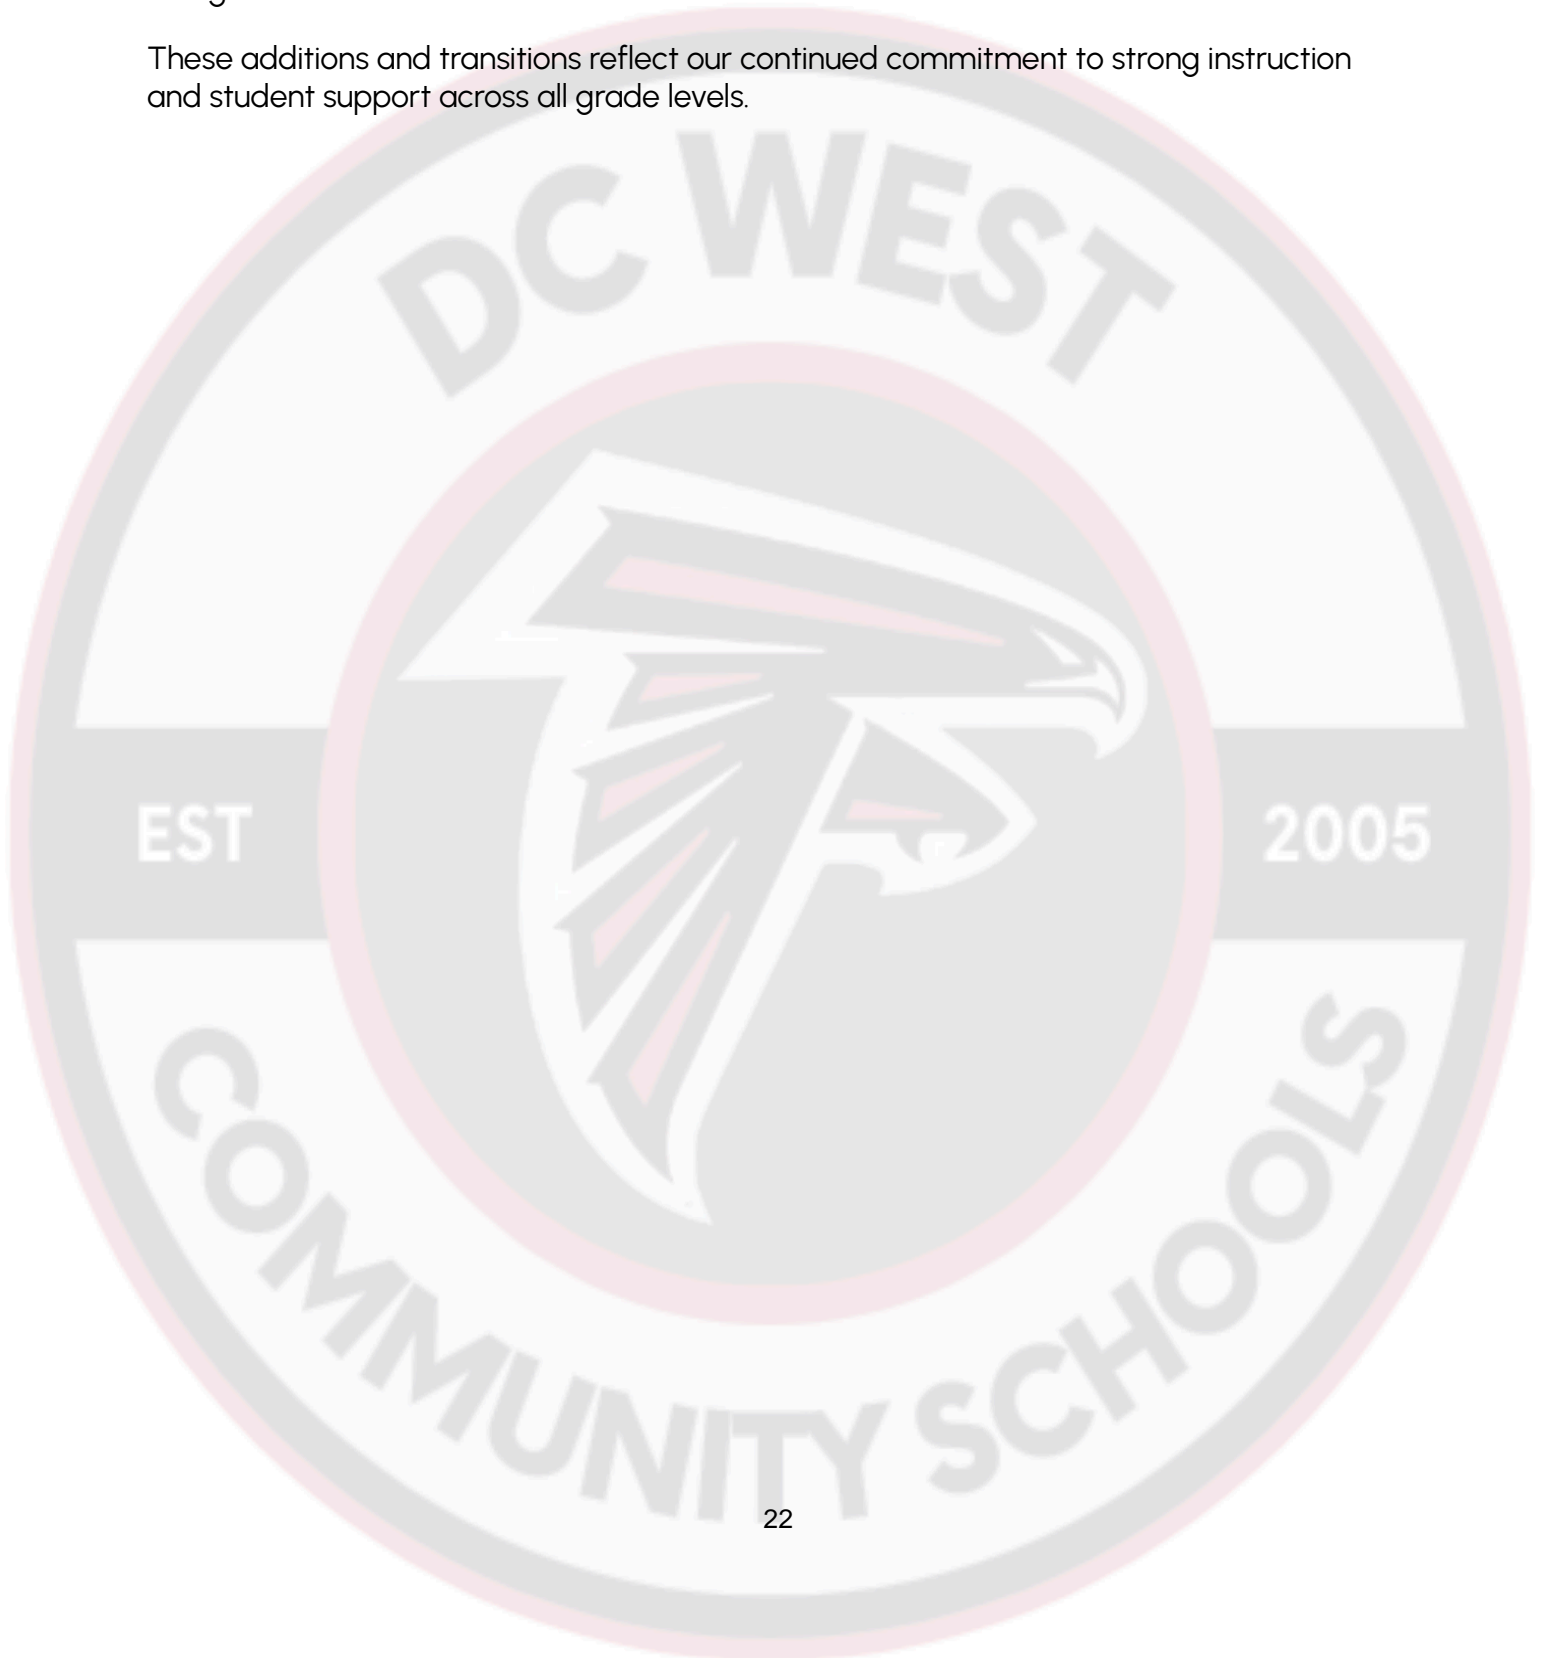 These additions and transitions reflect our continued commitment to strong instruction
and student support across all grade levels.
DC WEST
EST
2005
COMMUNITY SCHOOLS
22